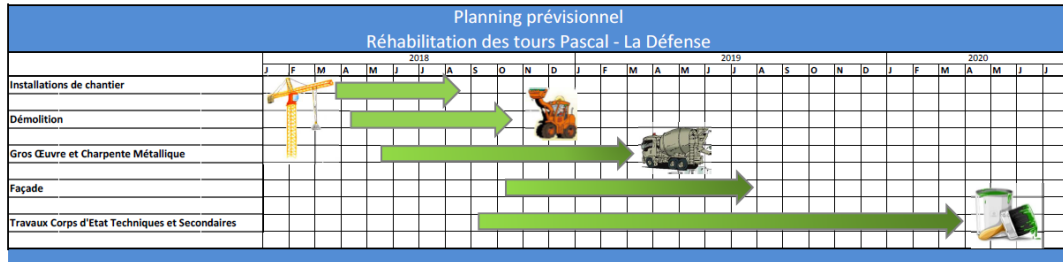 Planning prévisionnel
Réhabilitation des tours Pascal - La Défense
2018 2019 2020
J F M A M J J A S O N D J F M A M J J A S O N D J F M A M J J
Installations de chantier
Démolition
Gros Œuvre et Charpente Métallique
Façade
Travaux Corps d'Etat Techniques et Secondaires